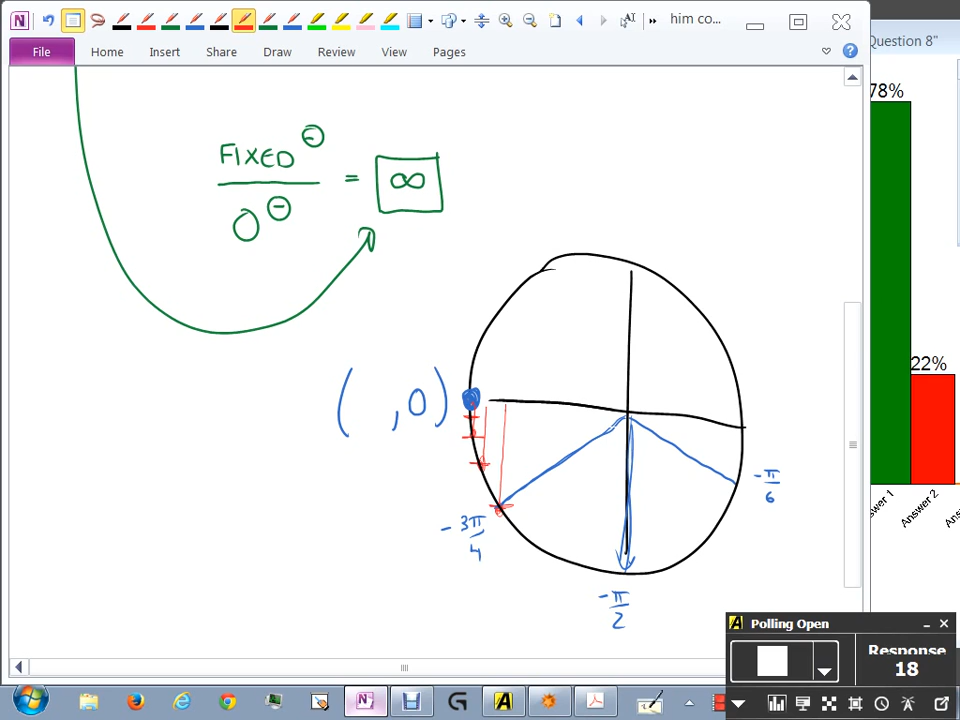 him co...
Question 8"
File
Home
Insert
Share
Draw
Review
View
Pages
78%
FIXED ⊖
0 ⊖
= ∞
( , 0)
22%
-π
6
-3π
4
-π
2
nswer 1
Answer 2
Polling Open
Response
18